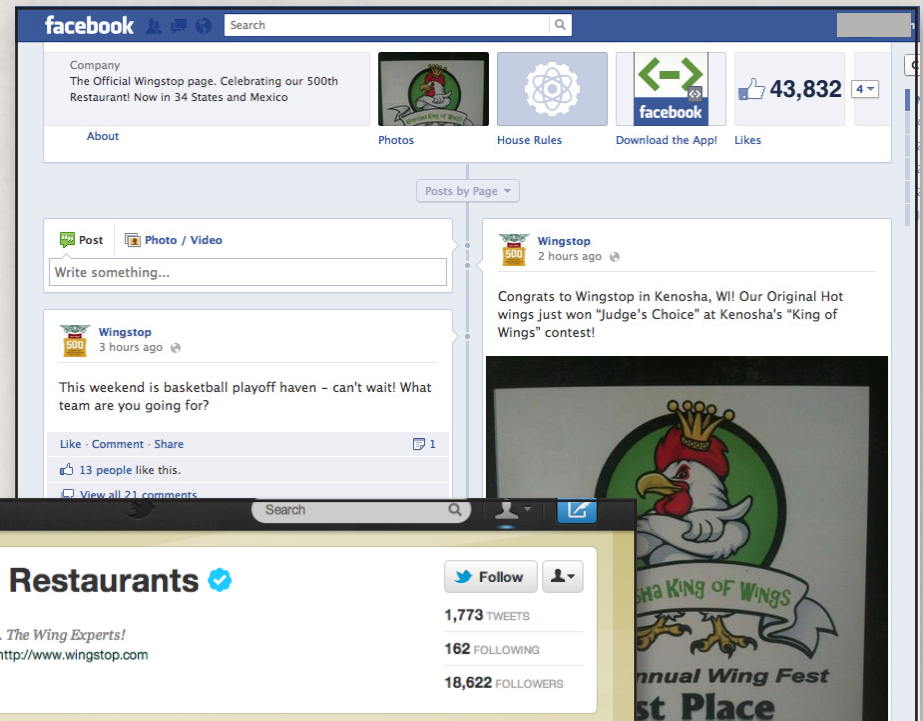 facebook
Search
Company
The Official Wingstop page. Celebrating our 500th
Restaurant! Now in 34 States and Mexico
About
Photos
House Rules
facebook
Download the App!
43,832
Likes
4
Posts by Page
Post
Photo / Video
Write something...
500
Wingstop
3 hours ago
This weekend is basketball playoff haven – can't wait! What
team are you going for?
Like · Comment · Share
1
13 people like this.
View all 21 comments
500
Wingstop
2 hours ago
Congrats to Wingstop in Kenosha, WI! Our Original Hot
wings just won "Judge's Choice" at Kenosha's "King of
Wings" contest!
King of Wings
Wing Fest
Place
Search
Restaurants
The Wing Experts!
http://www.wingstop.com
Follow
1,773 TWEETS
162 FOLLOWING
18,622 FOLLOWERS